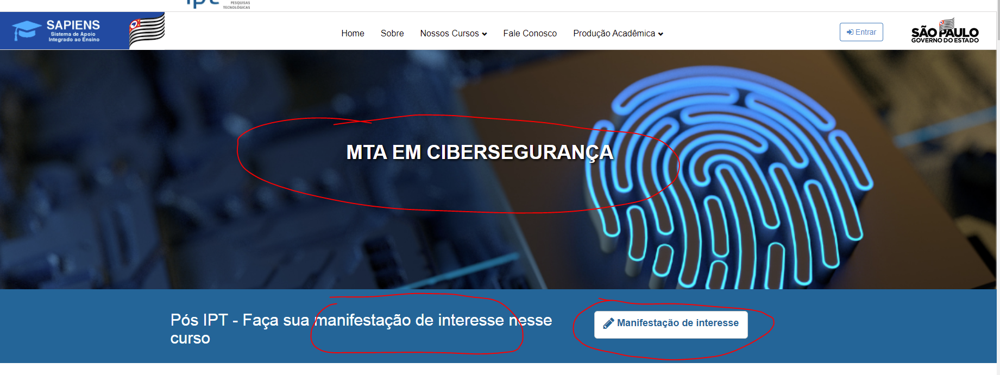 ipt
PESQUISAS
TECNOLÓGICAS
SAPIENS
Sistema de Apoio
Integrado ao Ensino
Home Sobre Nossos Cursos Fale Conosco Produção Acadêmica
Entrar
SÃO PAULO
GOVERNO DO ESTADO
MTA EM CIBERSEGURANÇA
Pós IPT - Faça sua manifestação de interesse nesse
curso
Manifestação de interesse